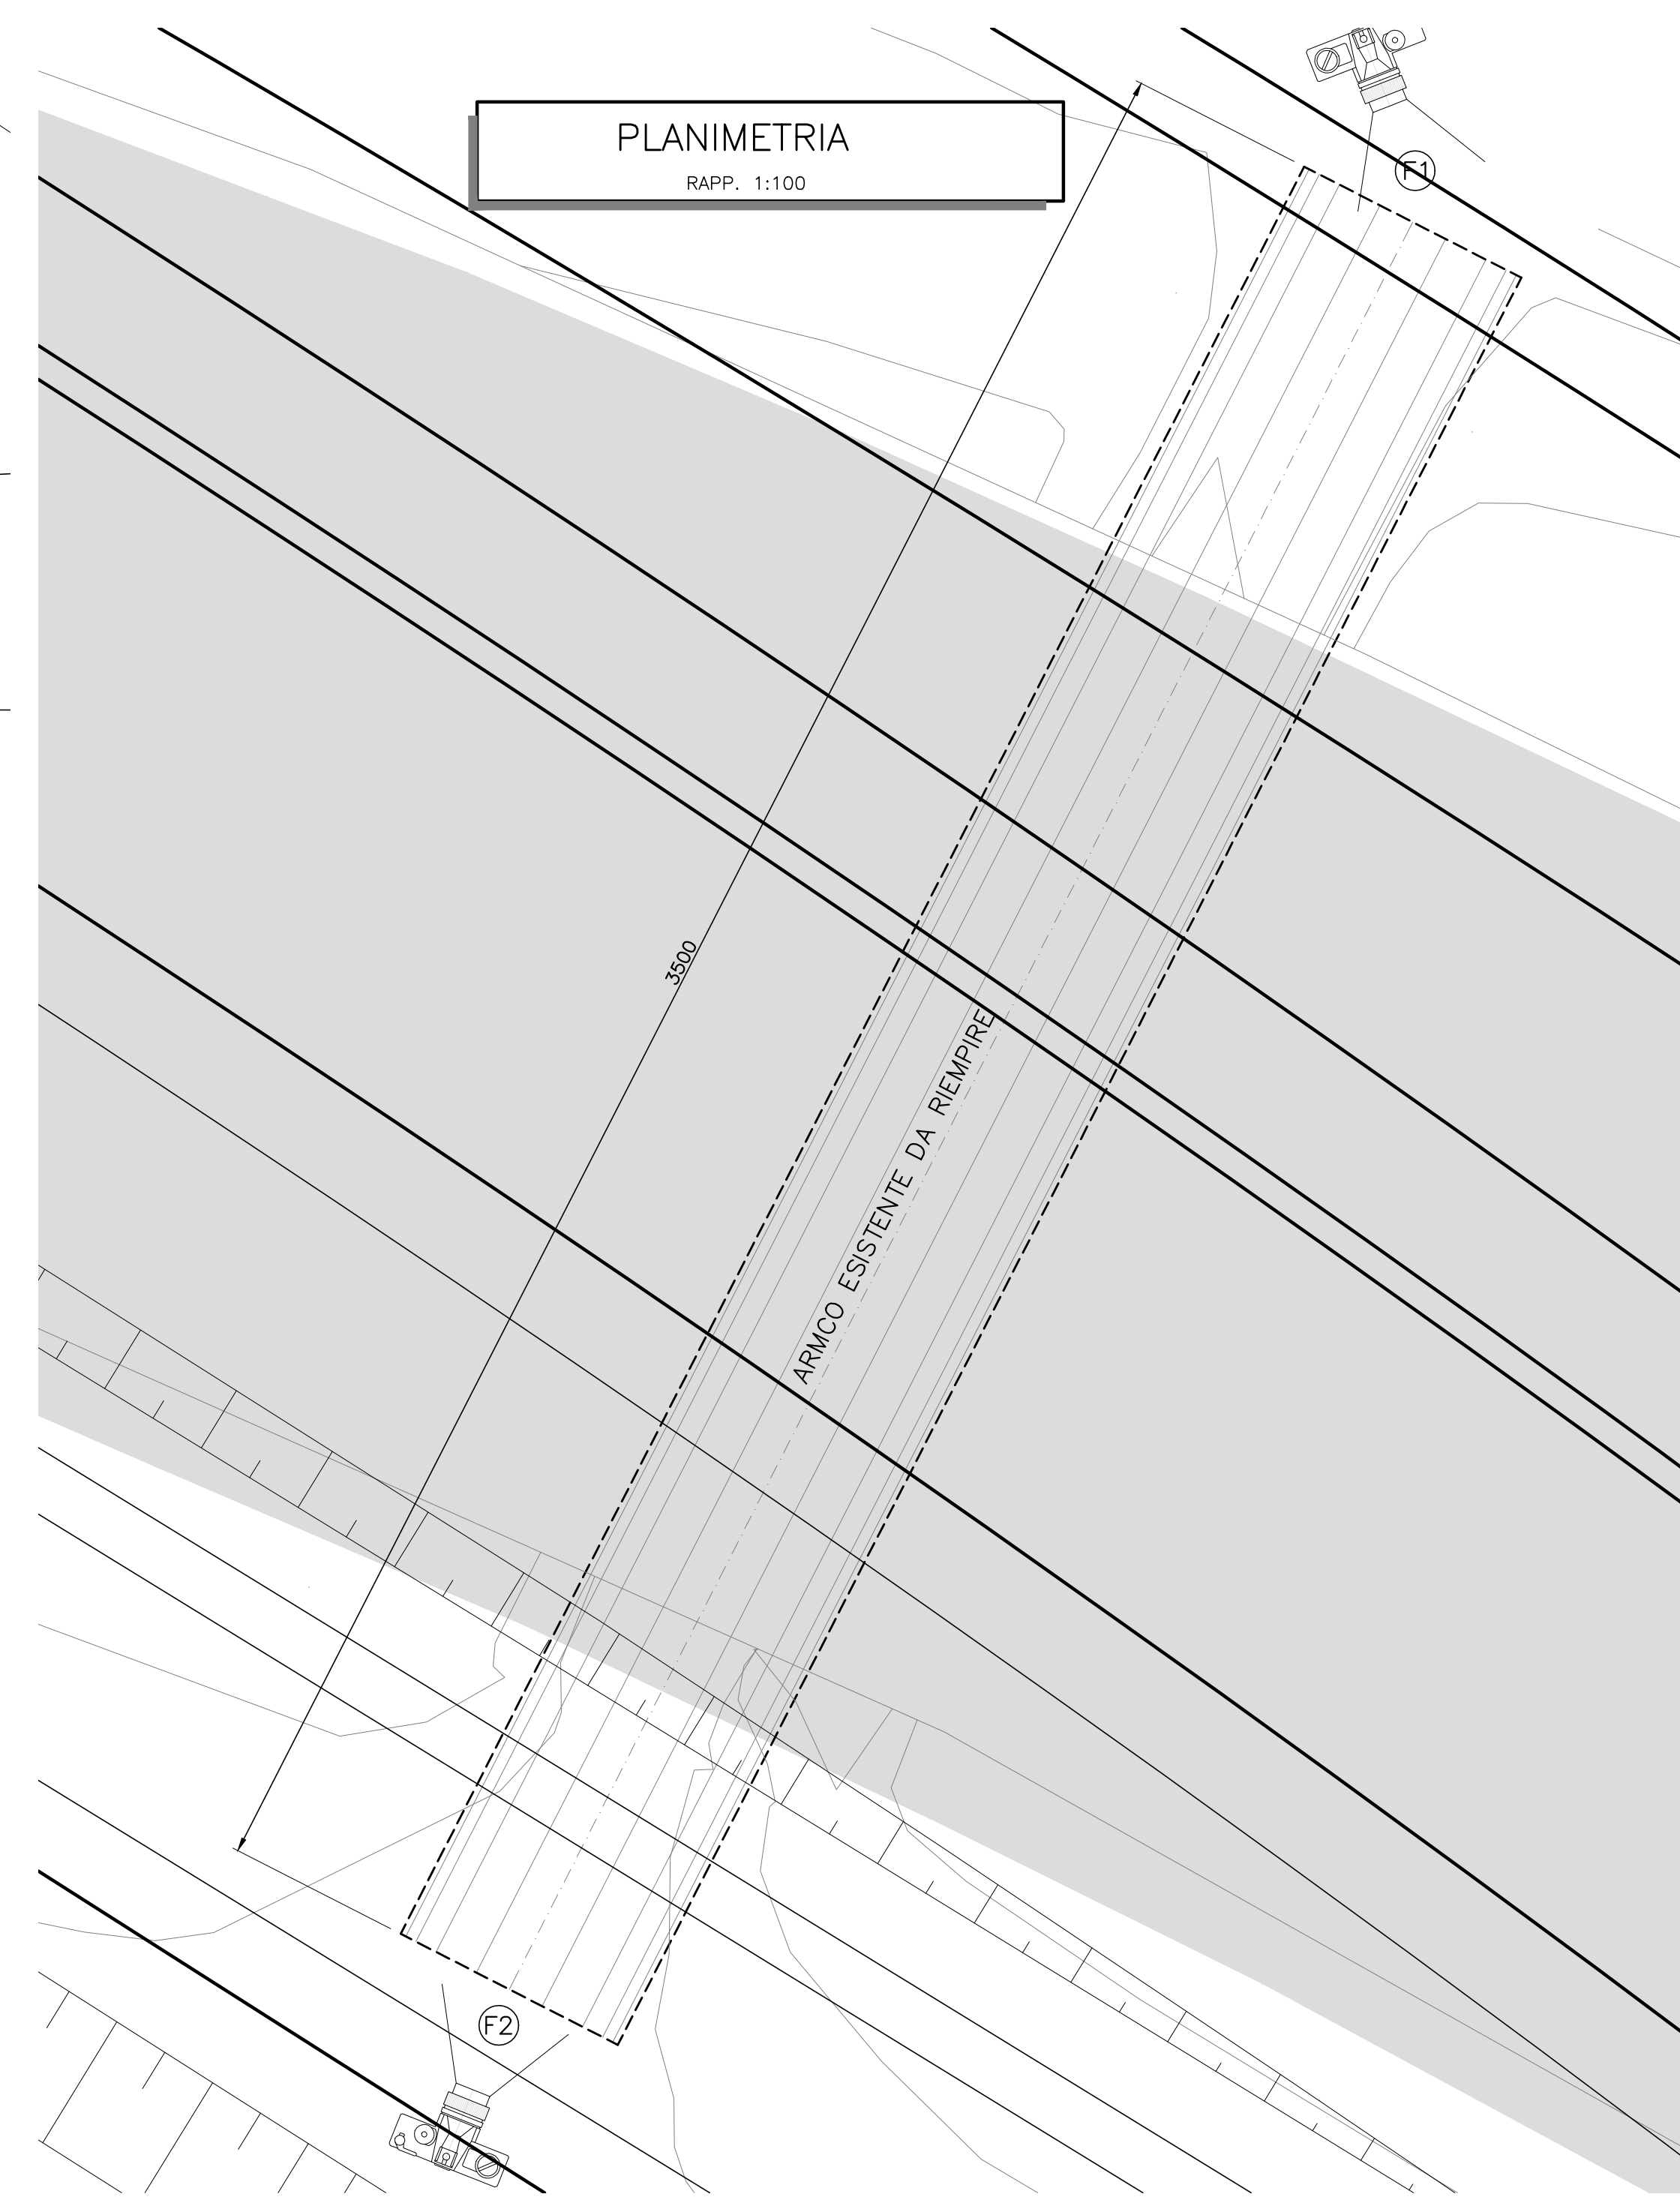 PLANIMETRIA
RAPP. 1:100
F1
3500
ARMCO ESISTENTE DA RIEMPIRE
F2